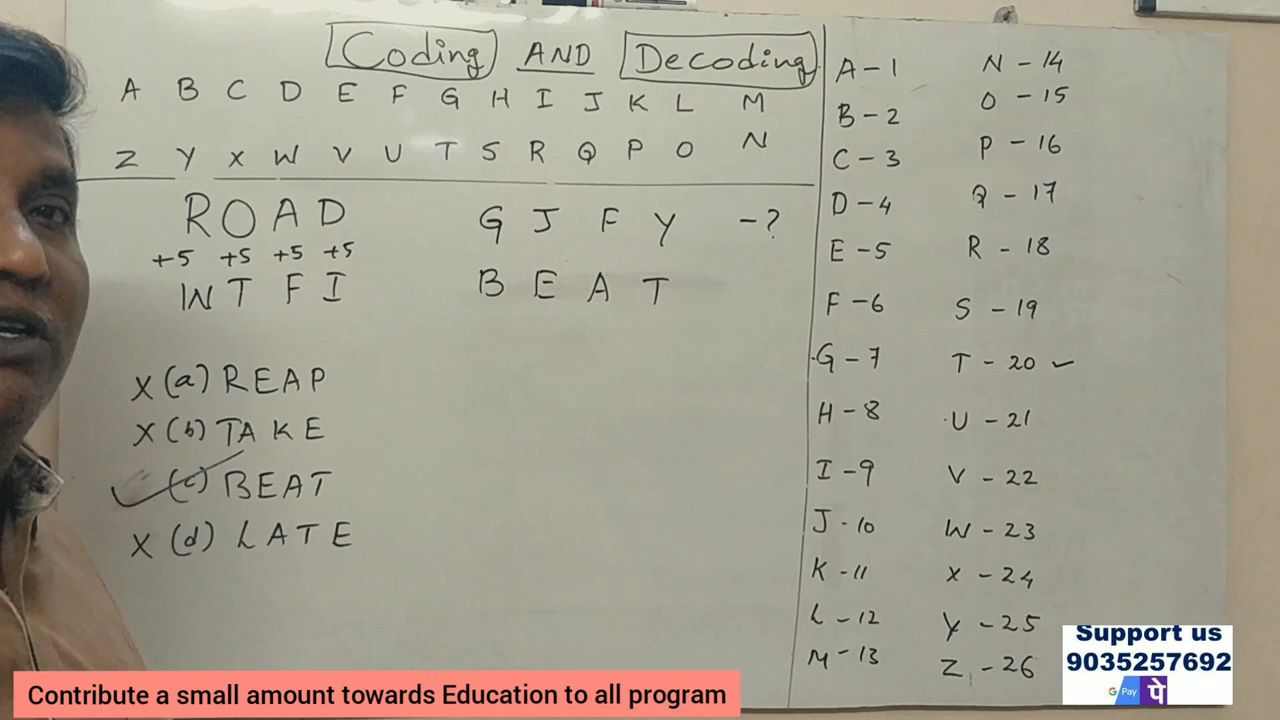 Coding AND Decoding
A B C D E F G H I J K L M
Z Y X W V U T S R Q P O N
ROAD
+5 +5 +5 +5
WTFI
G J F Y -?
B E A T
X (a) REAP
X (b) TAKE
(c) BEAT
X (d) LATE
A-1
B-2
C-3
D-4
E-5
F-6
G-7
H-8
I-9
J-10
K-11
L-12
M-13
N-14
O-15
P-16
Q-17
R-18
S-19
T-20
U-21
V-22
W-23
X-24
Y-25
Z-26
Support us
9035257692
G Pay पे
Contribute a small amount towards Education to all program